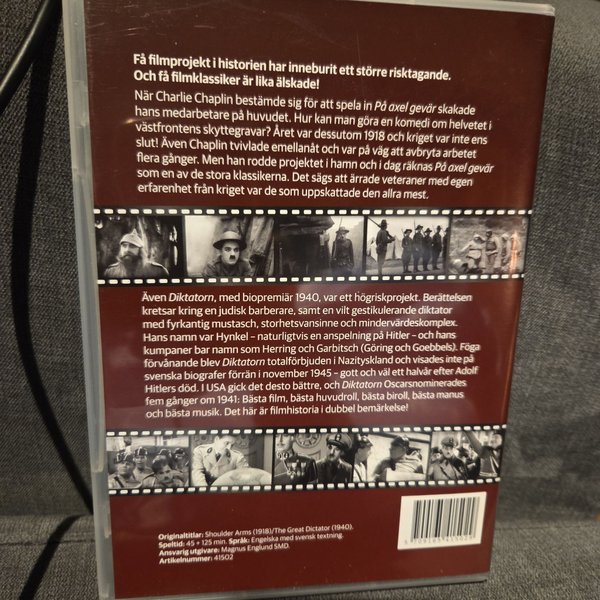 Få filmprojekt i historien har inneburit ett större risktagande.
Och få filmklassiker är lika älskade!
När Charlie Chaplin bestämde sig för att spela in På axel gevär skakade
hans medarbetare på huvudet. Hur kan man göra en komedi om helvetet i
västfrontens skyttegravar? Året var dessutom 1918 och kriget var inte ens
slut! Även Chaplin tvivlade emellanåt och var på väg att avbryta arbetet
flera gånger. Men han rodde projektet i hamn och i dag räknas På axel gevär
som en av de stora klassikerna. Det sägs att ärrade veteraner med egen
erfarenhet från kriget var de som uppskattade den allra mest.
Även Diktatorn, med biopremiär 1940, var ett högriskprojekt. Berättelsen
kretsar kring en judisk barberare, samt en vilt gestikulerande diktator
med fyrkantig mustasch, storhetsvansinne och mindervärdeskomplex.
Hans namn var Hynkel – naturligtvis en anspelning på Hitler – och hans
kumpaner bar namn som Herring och Garbitsch (Göring och Goebbels). Föga
förvånande blev Diktatorn totalförbjuden i Nazityskland och visades inte på
svenska biografer förrän i november 1945 – gott och väl ett halvår efter Adolf
Hitlers död. I USA gick det desto bättre, och Diktatorn Oscarsnominerades
fem gånger om 1941: Bästa film, bästa huvudroll, bästa biroll, bästa manus
och bästa musik. Det här är filmhistoria i dubbel bemärkelse!
Originaltitlar: Shoulder Arms (1918)/The Great Dictator (1940).
Speltid: 45 + 125 min. Språk: Engelska med svensk textning.
Ansvarig utgivare: Magnus Englund SMD.
Artikelnummer: 41502